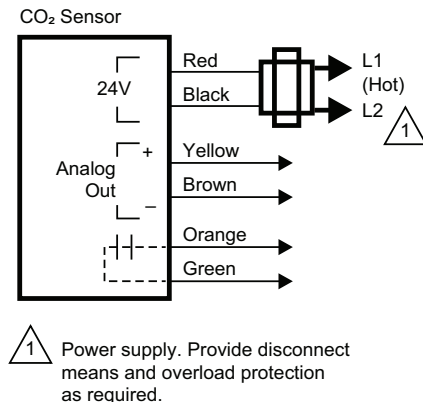 CO₂ Sensor
Red
L1
(Hot)
24V
Black
L2
1
+
Yellow
Analog
Out
Brown
–
Orange
Green
1
Power supply. Provide disconnect
means and overload protection
as required.